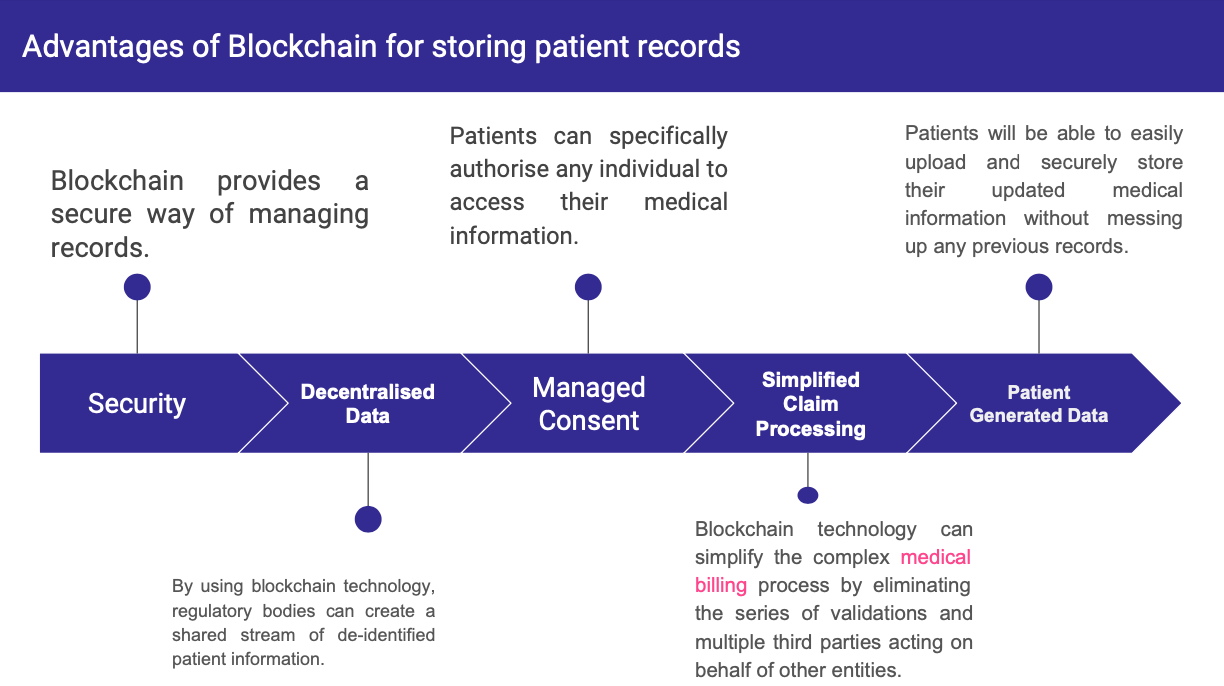 Advantages of Blockchain for storing patient records
Blockchain provides a
secure way of managing
records.
Patients can specifically
authorise any individual to
access their medical
information.
Patients will be able to easily
upload and securely store
their updated medical
information without messing
up any previous records.
Security
Decentralised
Data
Managed
Consent
Simplified
Claim
Processing
Patient
Generated Data
By using blockchain technology,
regulatory bodies can create a
shared stream of de-identified
patient information.
Blockchain technology can
simplify the complex medical
billing process by eliminating
the series of validations and
multiple third parties acting on
behalf of other entities.